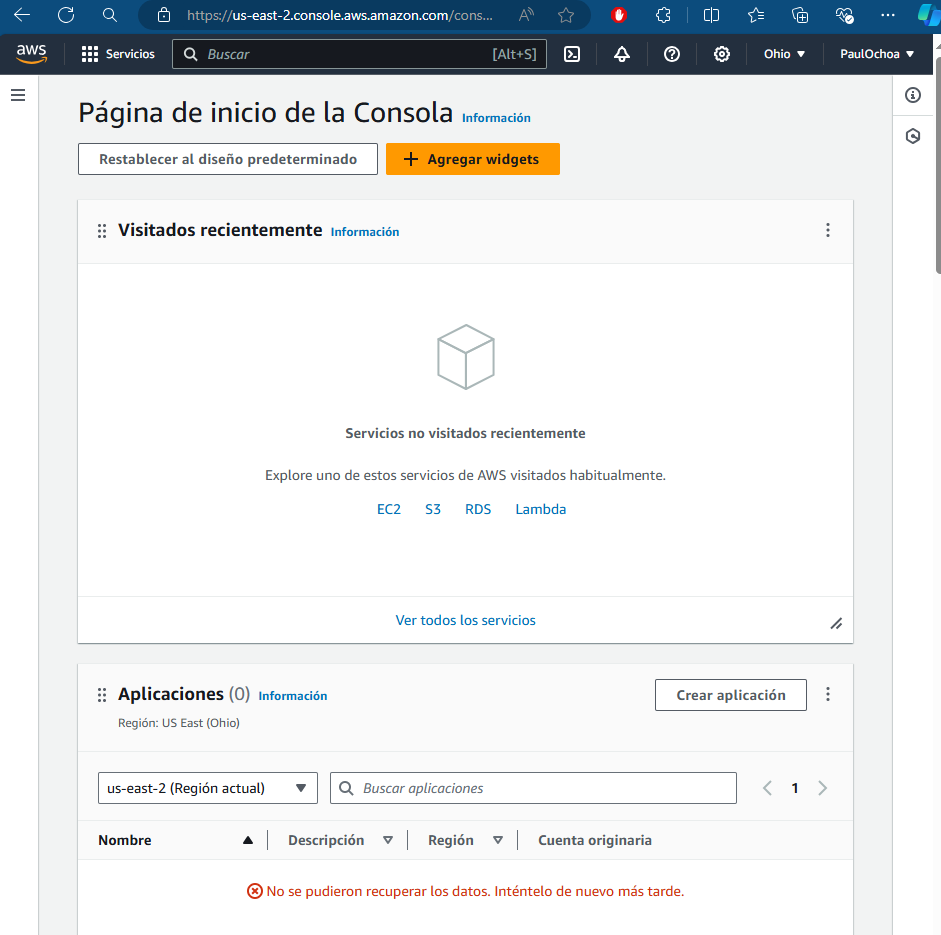 https://us-east-2.console.aws.amazon.com/cons...
aws
Servicios
Buscar
[Alt+S]
Ohio
PaulOchoa
Página de inicio de la Consola
Información
Restablecer al diseño predeterminado
Agregar widgets
Visitados recientemente
Información
Servicios no visitados recientemente
Explore uno de estos servicios de AWS visitados habitualmente.
EC2 S3 RDS Lambda
Ver todos los servicios
Aplicaciones (0)
Información
Crear aplicación
Región: US East (Ohio)
us-east-2 (Región actual)
Buscar aplicaciones
1
Nombre
Descripción
Región
Cuenta originaria
No se pudieron recuperar los datos. Inténtelo de nuevo más tarde.